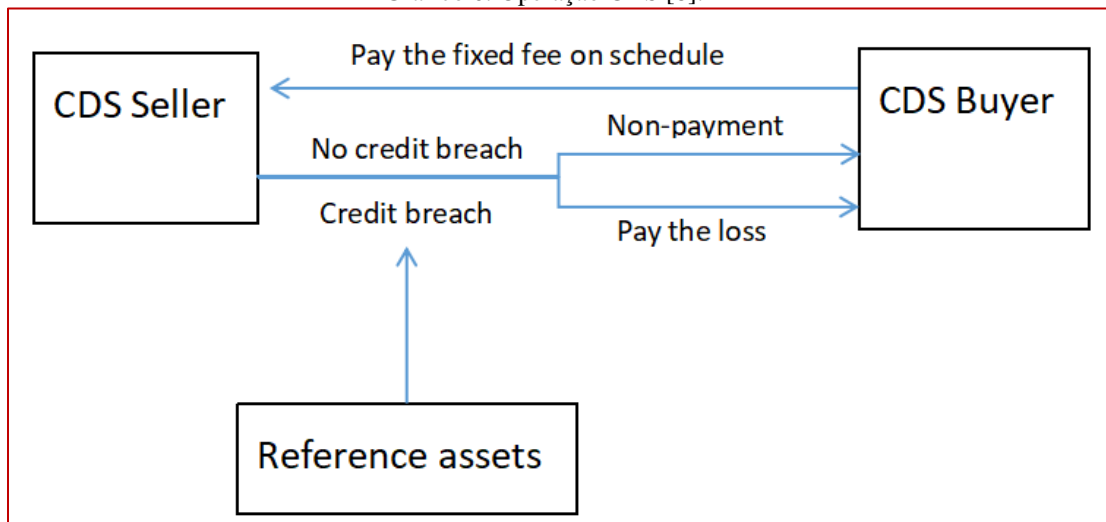 Pay the fixed fee on schedule
CDS Seller
CDS Buyer
Non-payment
No credit breach
Credit breach
Pay the loss
Reference assets